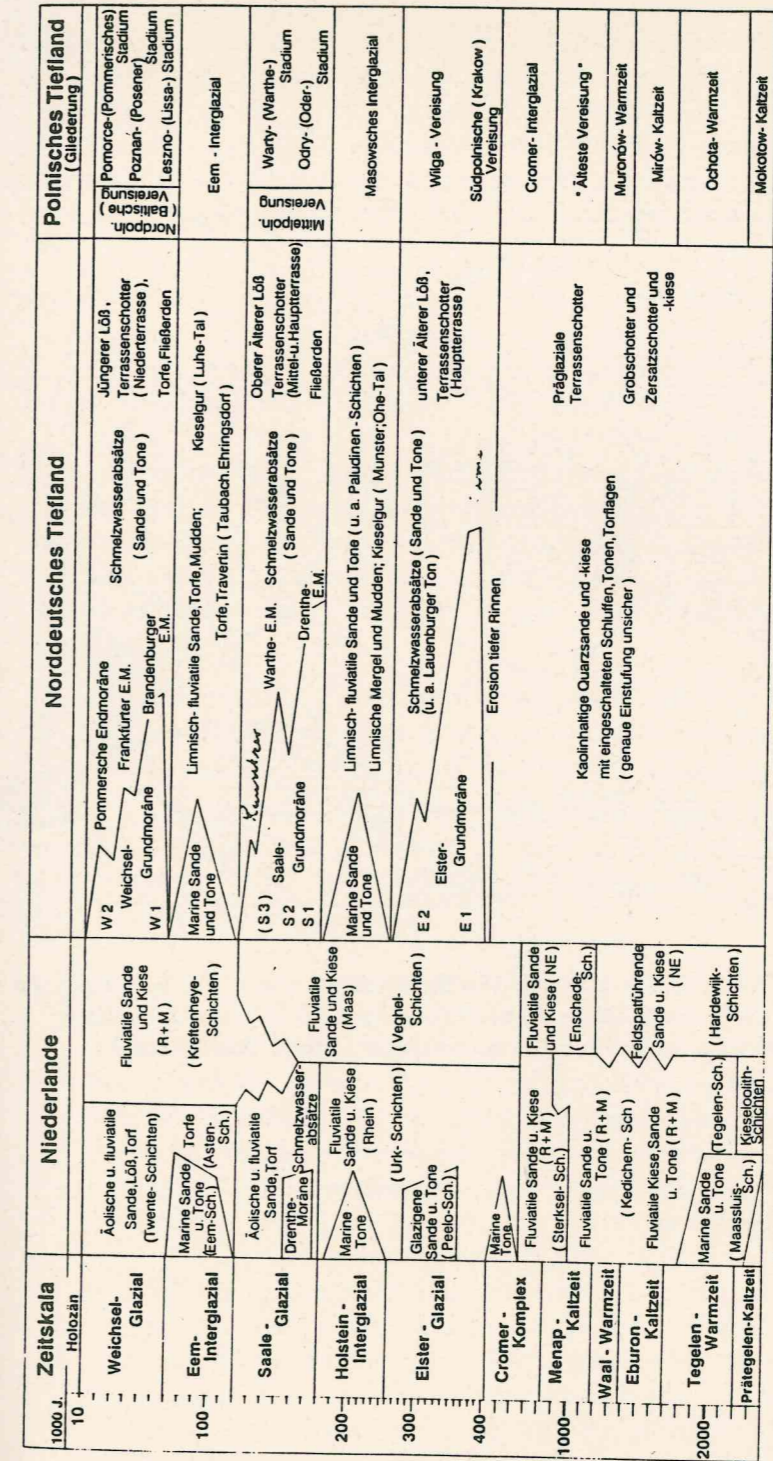 Zeitskala
Niederlande
Norddeutsches Tiefland
Polnisches Tiefland
( Gliederung )
1000 J.
10
100
200
300
400
1000
2000
Holozän
Weichsel-
Glazial
Eem-
Interglazial
Saale -
Glazial
Holstein -
Interglazial
Elster -
Glazial
Cromer -
Komplex
Menap -
Kaltzeit
Waal - Warmzeit
Eburon -
Kaltzeit
Tegelen -
Warmzeit
Prätegelen-Kaltzeit
Äolische u. fluviatile
Sande,Löß,Torf
(Twente- Schichten)
Fluviatile Sande
und Kiese
( R + M )
( Kreftenheye-
Schichten )
Marine Sande
u. Tone
(Eem-Sch.)
Torfe
(Asten-
Sch.)
Äolische u. fluviatile
Sande,Torf
Drenthe-
Moräne
Schmelzwasser-
absätze
Fluviatile
Sande und Kiese
(Maas)
( Veghel-
Schichten )
Marine
Tone
Fluviatile
Sande u. Kiese
(Rhein)
( Urk- Schichten )
Glazigene
Sande u. Tone
( Peelo-Sch.)
Marine
Tone
Fluviatile Sande u. Kiese
( R+M )
( Sterksel- Sch.)
Fluviatile Sande
und Kiese ( NE )
( Enschede-
Sch.)
Fluviatile Sande u.
Tone ( R+M )
( Kedichem- Sch )
Feldspatführende
Sande u. Kiese
( NE )
Fluviatile Kiese,Sande
u. Tone ( R+M )
( Hardewijk-
Schichten )
Marine Sande
u. Tone
( Maassluis-
Sch.)
(Tegelen-Sch.)
Kieseloolith-
Schichten
W 2
Pommersche Endmoräne
Frankfurter E.M.
Weichsel-
Grundmoräne
Brandenburger
E.M.
W 1
Schmelzwasserabsätze
( Sande und Tone )
Jüngerer Löß ,
Terrassenschotter
( Niederterrasse ),
Torfe,Fließerden
Marine Sande
und Tone
Limnisch- fluviatile Sande,Torfe,Mudden;
Kieselgur ( Luhe-Tal )
Torfe,Travertin ( Taubach.Ehringsdorf )
( S 3 )
S 2
S 1
Saale-
Grundmoräne
Warthe- E.M.
Drenthe-
E.M.
Schmelzwasserabsätze
( Sande und Tone )
Oberer Älterer Löß
Terrassenschotter
(Mittel-u.Hauptterrasse)
Fließerden
Marine Sande
und Tone
Limnisch- fluviatile Sande und Tone ( u. a. Paludinen - Schichten )
Limnische Mergel und Mudden; Kieselgur ( Munster;Ohe-Tal )
E 2
E 1
Elster-
Grundmoräne
Schmelzwasserabsätze ( Sande und Tone )
(u. a. Lauenburger Ton )
unterer Älterer Löß ,
Terrassenschotter
( Hauptterrasse )
Erosion tiefer Rinnen
Präglaziale
Terrassenschotter
Kaolinhaltige Quarzsande und -kiese
mit eingeschalteten Schluffen,Tonen,Torflagen
( genaue Einstufung unsicher )
Grobschotter und
Zersatzschotter und
-kiese
Nordpoln.
( Baltische )
Vereisung
Pomorce-(Pommerisches)
Stadium
Poznań- (Posener)
Stadium
Leszno- (Lissa-) Stadium
Eem - Interglazial
Mittelpoln.
Vereisung
Warty- (Warthe-)
Stadium
Odry- (Oder-)
Stadium
Masowsches Interglazial
Wilga - Vereisung
Südpolnische ( Krakow )
Vereisung
Cromer- Interglazial
" Älteste Vereisung "
Muronów- Warmzeit
Mirów- Kaltzeit
Ochota- Warmzeit
Mokotow- Kaltzeit